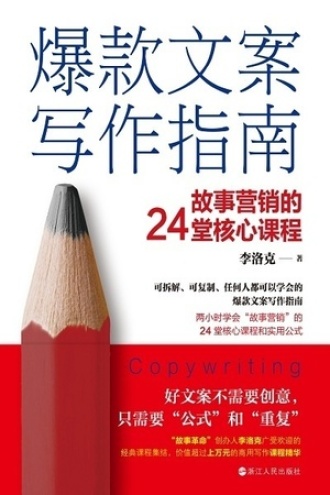 爆款文案
写作指南
故事营销的
24堂核心课程
李洛克——著
可拆解、可复制、任何人都可以学会的
爆款文案写作指南
两小时学会“故事营销”的
24 堂核心课程和实用公式
Copywriting
好文案不需要创意，
只需要“公式”和“重复”
“故事革命”创办人李洛克广受欢迎的
经典课程集结、价值超过上万元的商用写作课程精华
浙江人民出版社